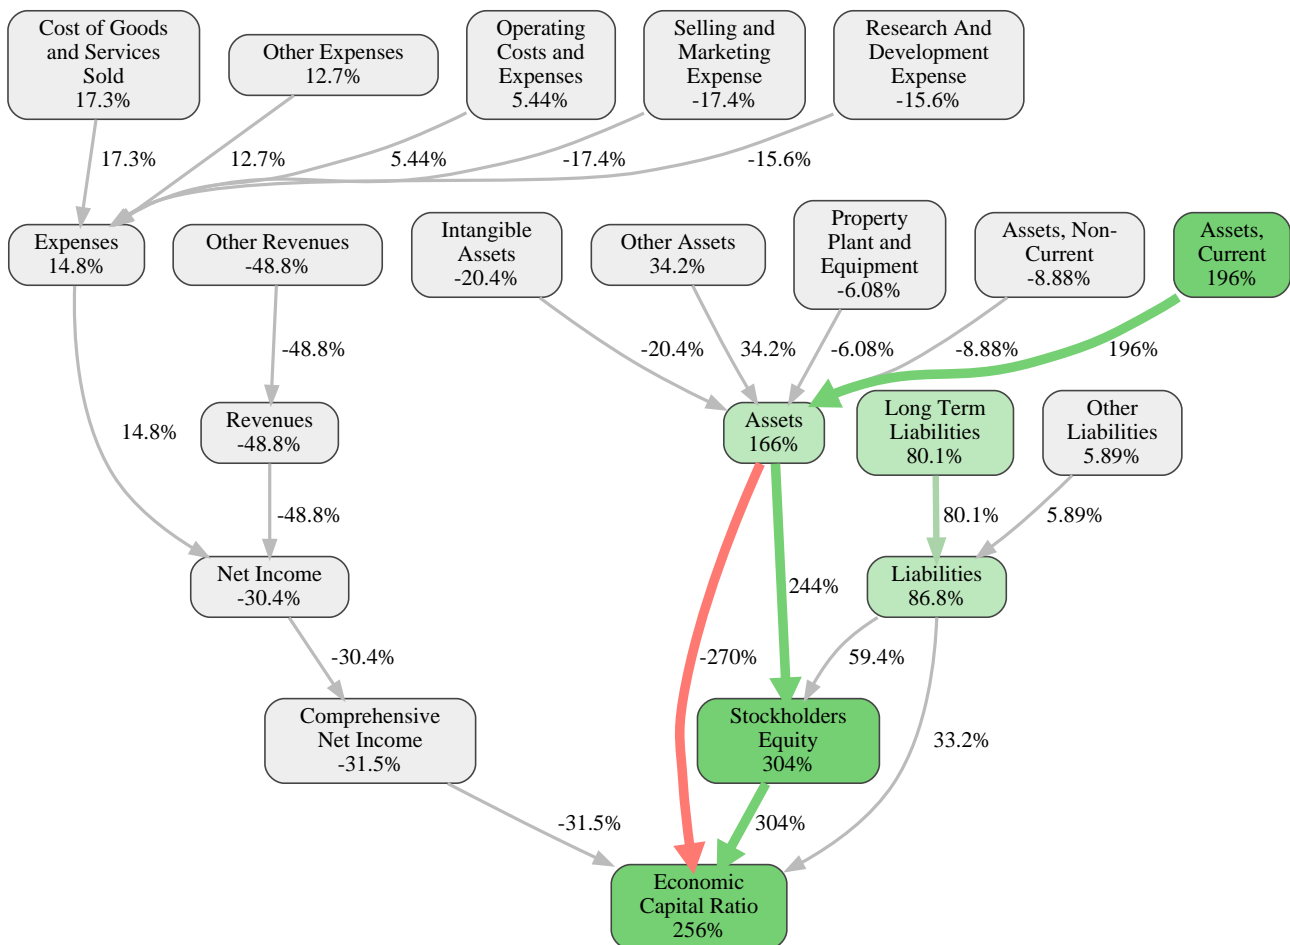 Cost of Goods
and Services
Sold
17.3%
Other Expenses
12.7%
Operating
Costs and
Expenses
5.44%
Selling and
Marketing
Expense
-17.4%
Research And
Development
Expense
-15.6%
17.3%
12.7%
5.44%
-17.4%
-15.6%
Expenses
14.8%
Other Revenues
-48.8%
Intangible
Assets
-20.4%
Other Assets
34.2%
Property
Plant and
Equipment
-6.08%
Assets, Non-
Current
-8.88%
Assets,
Current
196%
-48.8%
-20.4%
34.2%
-6.08%
-8.88%
196%
14.8%
Revenues
-48.8%
Assets
166%
Long Term
Liabilities
80.1%
Other
Liabilities
5.89%
-48.8%
80.1%
5.89%
Net Income
-30.4%
244%
Liabilities
86.8%
-30.4%
-270%
59.4%
Comprehensive
Net Income
-31.5%
Stockholders
Equity
304%
33.2%
-31.5%
304%
Economic
Capital Ratio
256%